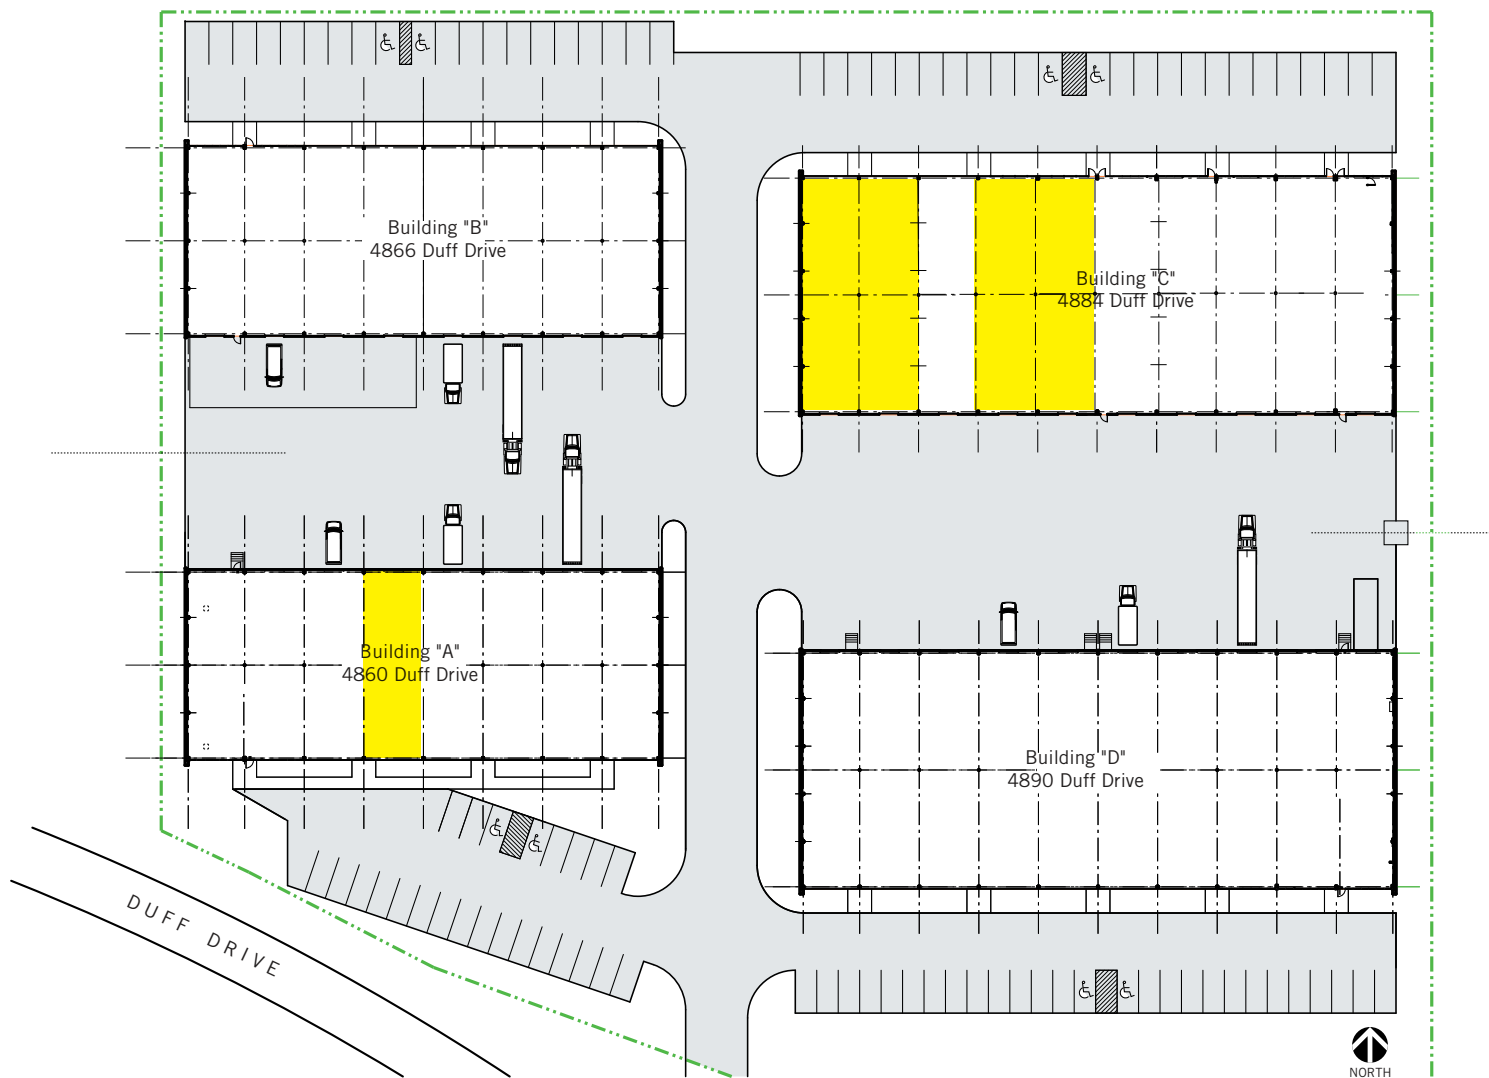 Building "B"
4866 Duff Drive
Building "C"
4884 Duff Drive
Building "A"
4860 Duff Drive
Building "D"
4890 Duff Drive
DUFF DRIVE
NORTH